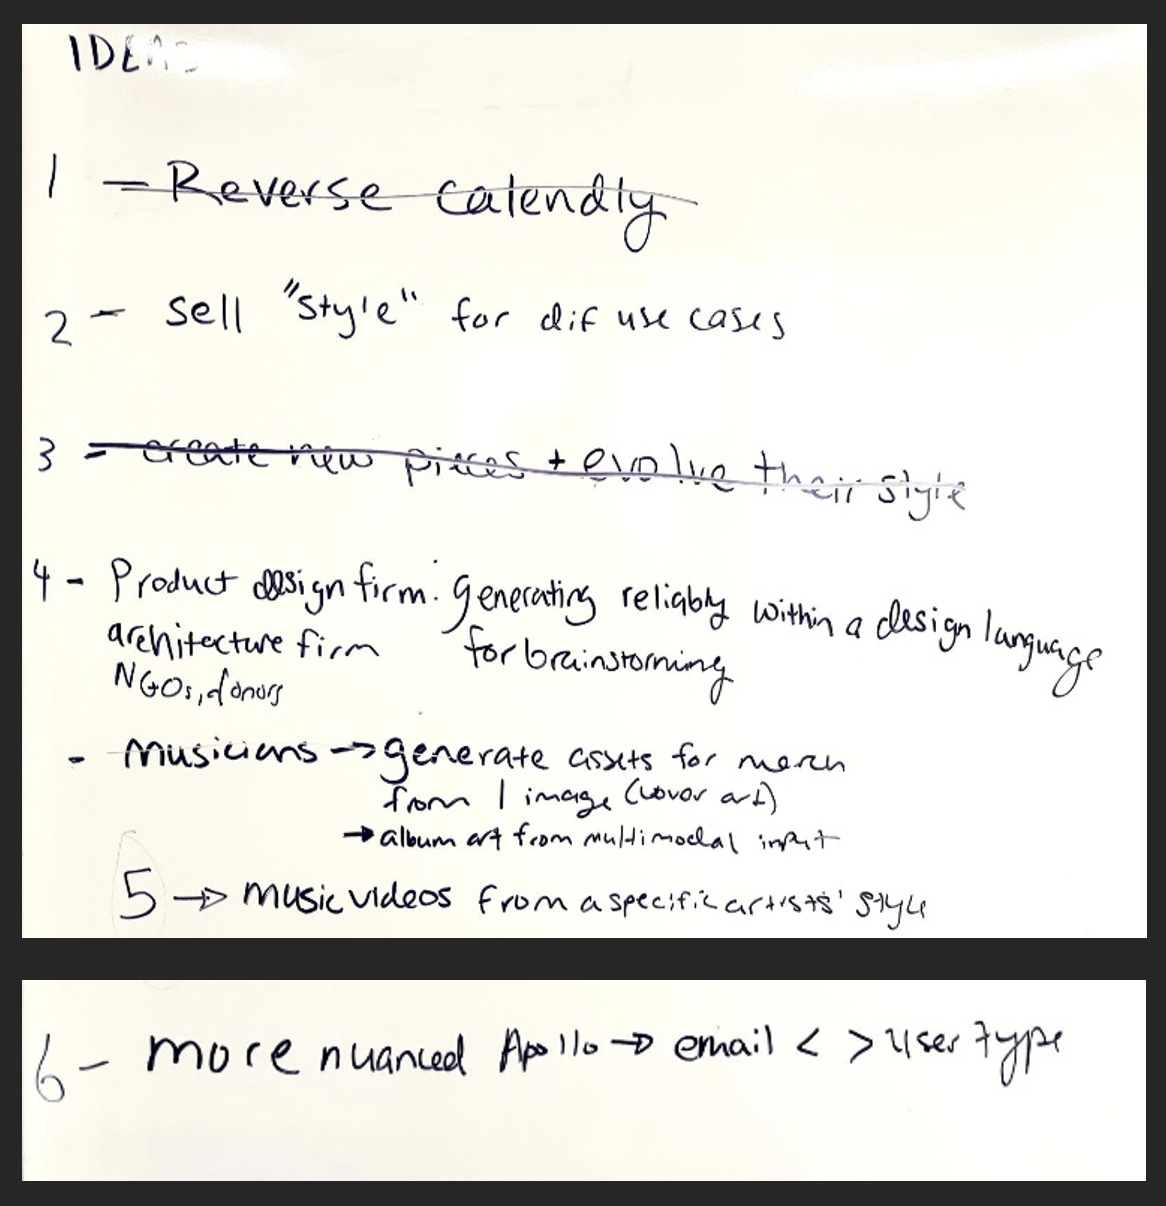 IDEAS
1 - Reverse Calendly
2 - sell "style" for dif use cases
3 - create new pieces + evolve their style
4 - Product design firm: generating reliably within a design language
architecture firm for brainstorming
NGOs, donors
- Musicians → generate assets for merch
from 1 image (cover art)
→ album art from multimodal input
5 → music videos from a specific artists' style
6 - more nuanced Apollo → email < > user type